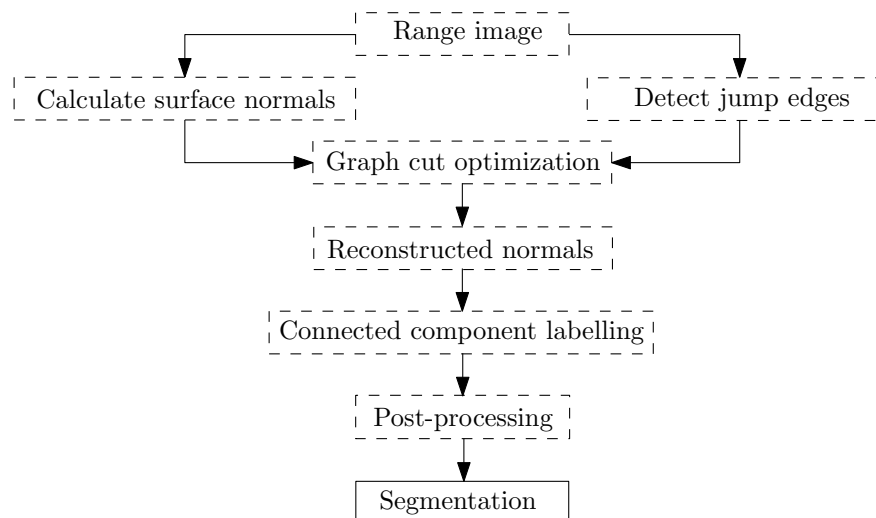 Range image
Calculate surface normals
Detect jump edges
Graph cut optimization
Reconstructed normals
Connected component labelling
Post-processing
Segmentation